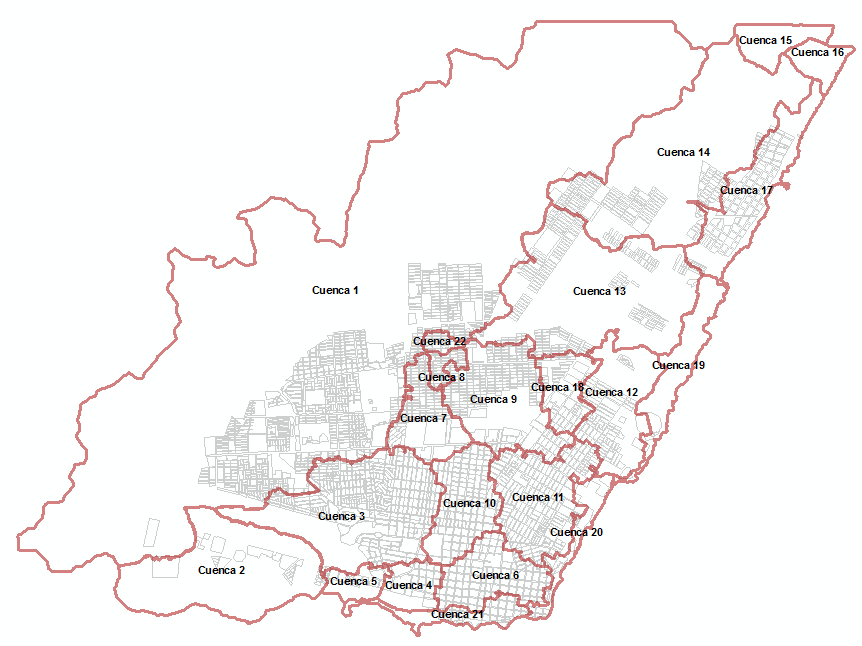 Cuenca 15
Cuenca 16
Cuenca 14
Cuenca 17
Cuenca 1
Cuenca 13
Cuenca 22
Cuenca 19
Cuenca 8
Cuenca 18
Cuenca 12
Cuenca 9
Cuenca 7
Cuenca 11
Cuenca 10
Cuenca 3
Cuenca 20
Cuenca 2
Cuenca 6
Cuenca 5
Cuenca 4
Cuenca 21